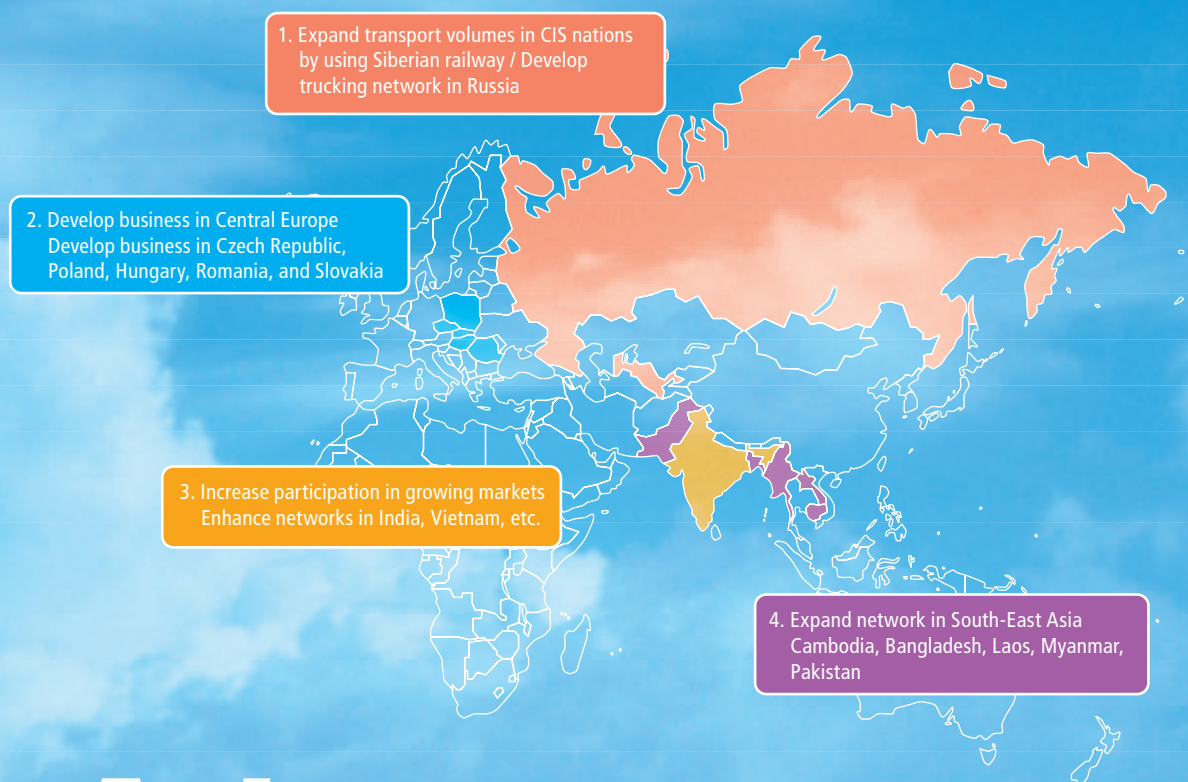 1. Expand transport volumes in CIS nations
by using Siberian railway / Develop
trucking network in Russia
2. Develop business in Central Europe
Develop business in Czech Republic,
Poland, Hungary, Romania, and Slovakia
3. Increase participation in growing markets
Enhance networks in India, Vietnam, etc.
4. Expand network in South-East Asia
Cambodia, Bangladesh, Laos, Myanmar,
Pakistan